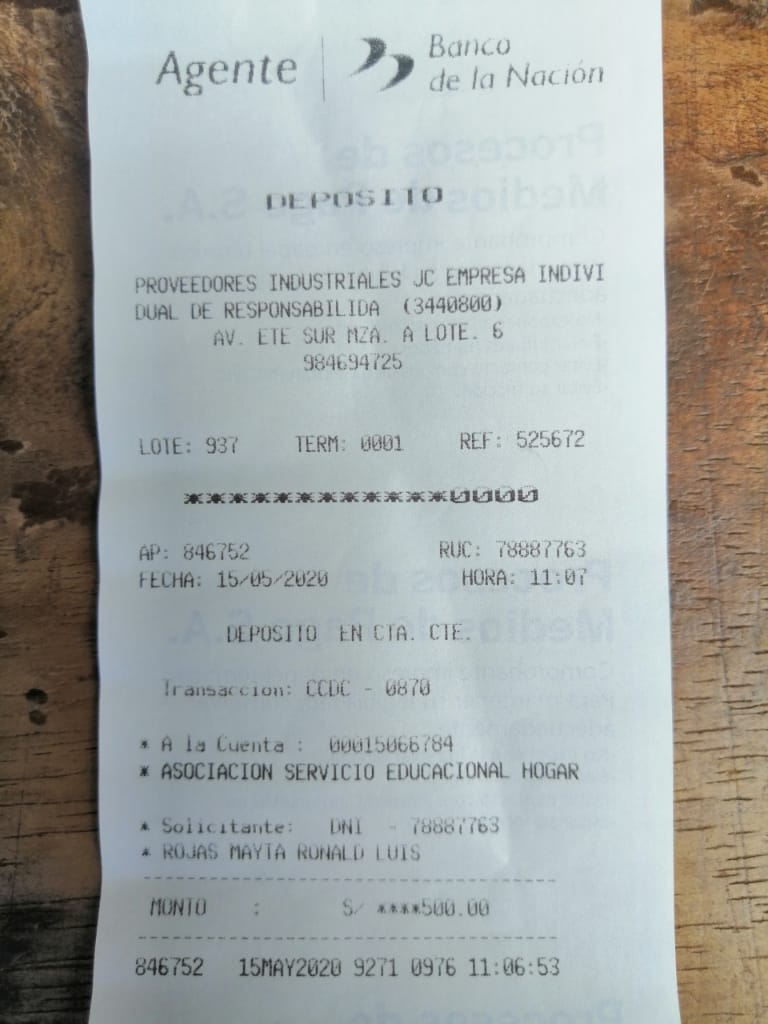 Agente | Banco
de la Nación
DEPOSITO
PROVEEDORES INDUSTRIALES JC EMPRESA INDIVI
DUAL DE RESPONSABILIDA (3440800)
AV. ETE SUR MZA. A LOTE. 6
984694725
LOTE: 937 TERM: 0001 REF: 525672
************0000
AP: 846752 RUC: 78887763
FECHA: 15/05/2020 HORA: 11:07
DEPOSITO EN CTA. CTE.
Transaccion: CCDC - 0870
* A la Cuenta : 00015066784
* ASOCIACION SERVICIO EDUCACIONAL HOGAR
* Solicitante: DNI - 78887763
* ROJAS MAYTA RONALD LUIS
MONTO : S/ ****500.00
846752 15MAY2020 9271 0976 11:06:53